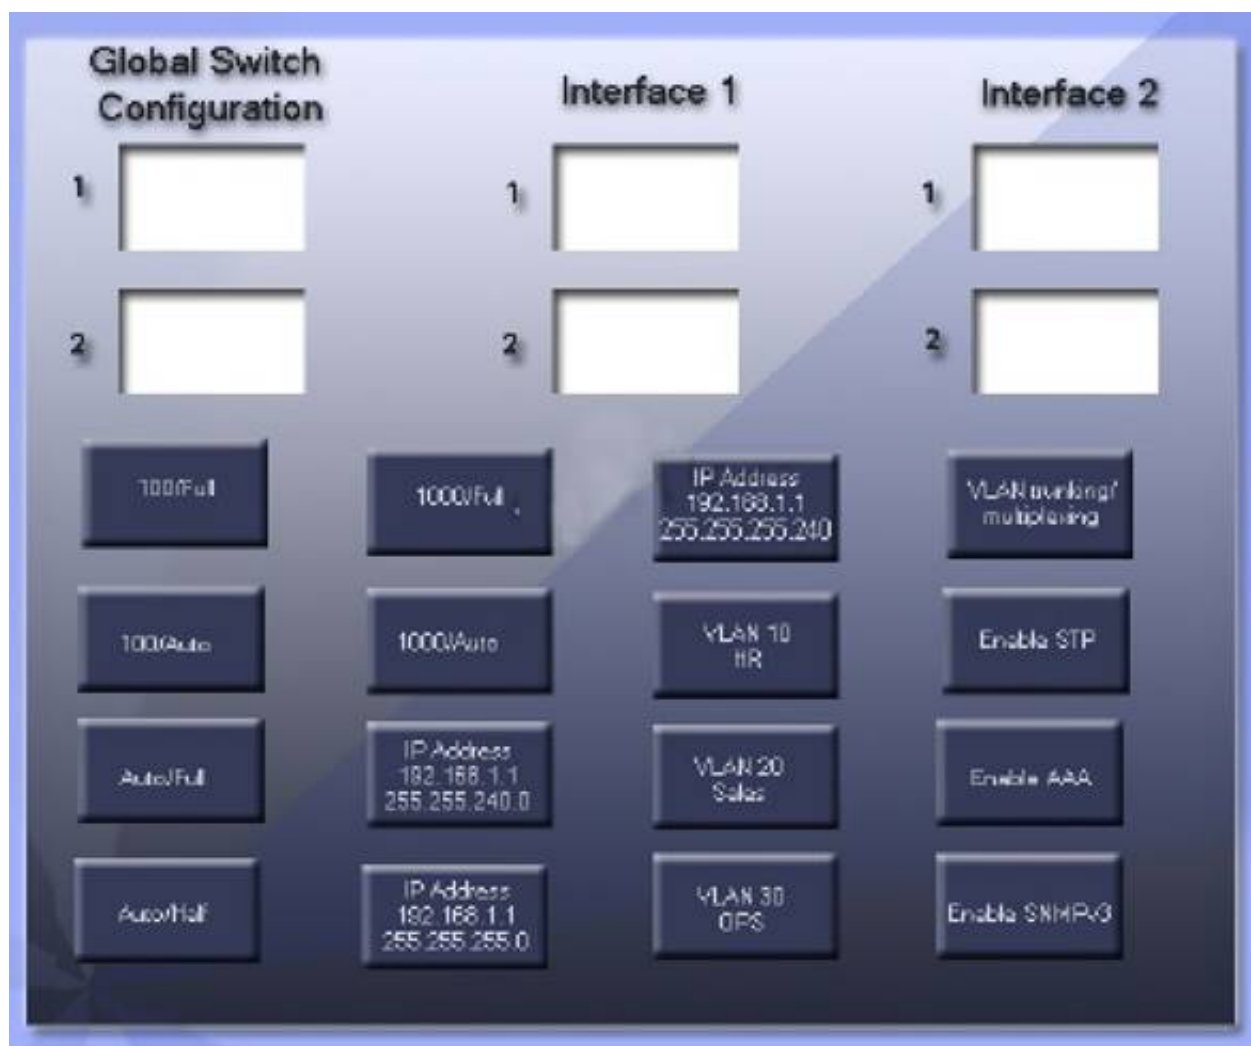 Global Switch
Configuration
Interface 1
Interface 2
1
1
1
2
2
2
100/Full
1000/Full
IP Address
192.168.1.1
255.255.255.240
VLAN trunking/
multiplexing
100/Auto
1000/Auto
VLAN 10
HR
Enable STP
Auto/Full
IP Address
192.168.1.1
255.255.240.0
VLAN 20
Sales
Enable AAA
Auto/Half
IP Address
192.168.1.1
255.255.255.0
VLAN 30
OPS
Enable SNMPv3